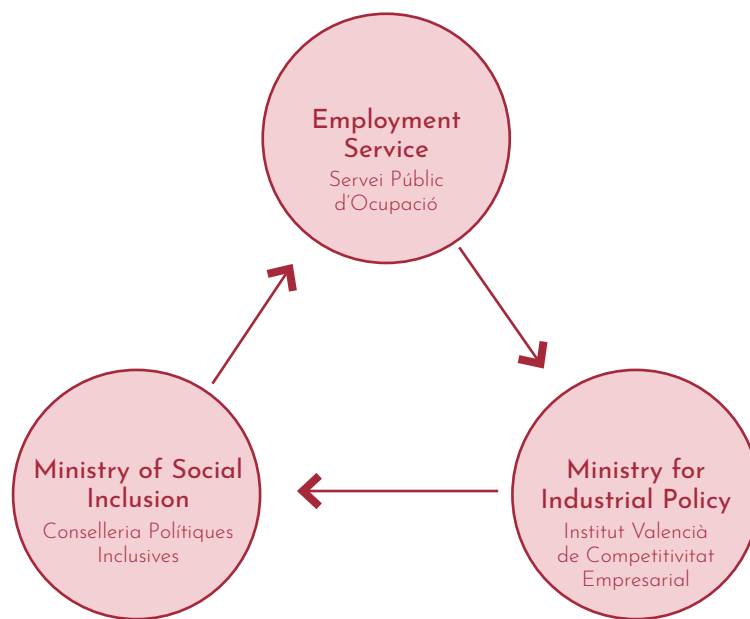 Employment
Service
Servei Públic
d'Ocupació
Ministry of Social
Inclusion
Conselleria Polítiques
Inclusives
Ministry for
Industrial Policy
Institut Valencià
de Competitivitat
Empresarial